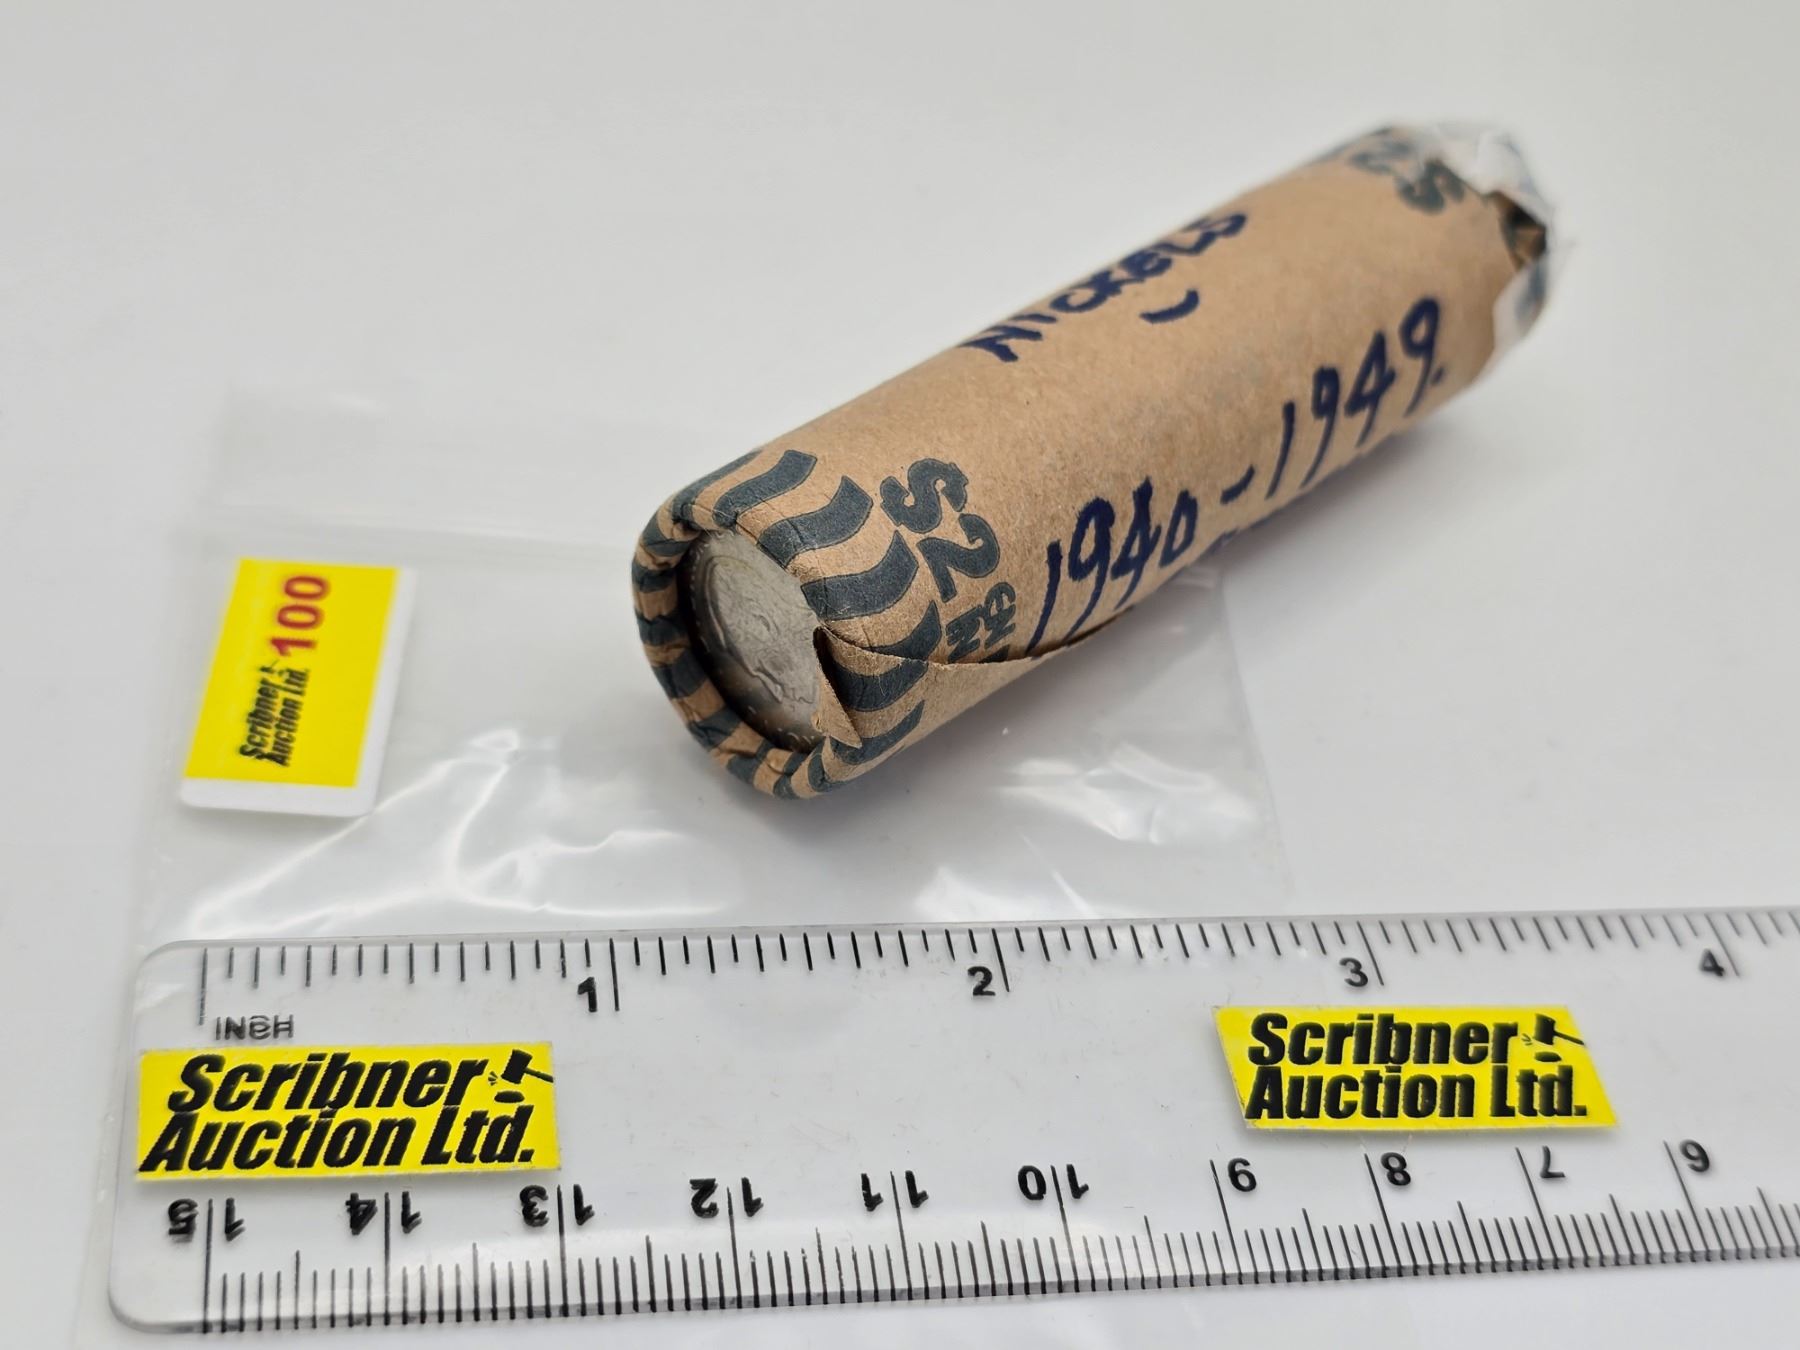 NICKELS
1940-1949.
$2
$2
Scribner
Auction Ltd.
100
1
2
3
4
INCH
Scribner
Auction Ltd.
Scribner
Auction Ltd.
15 14 13 12 11 10 9 8 7 6